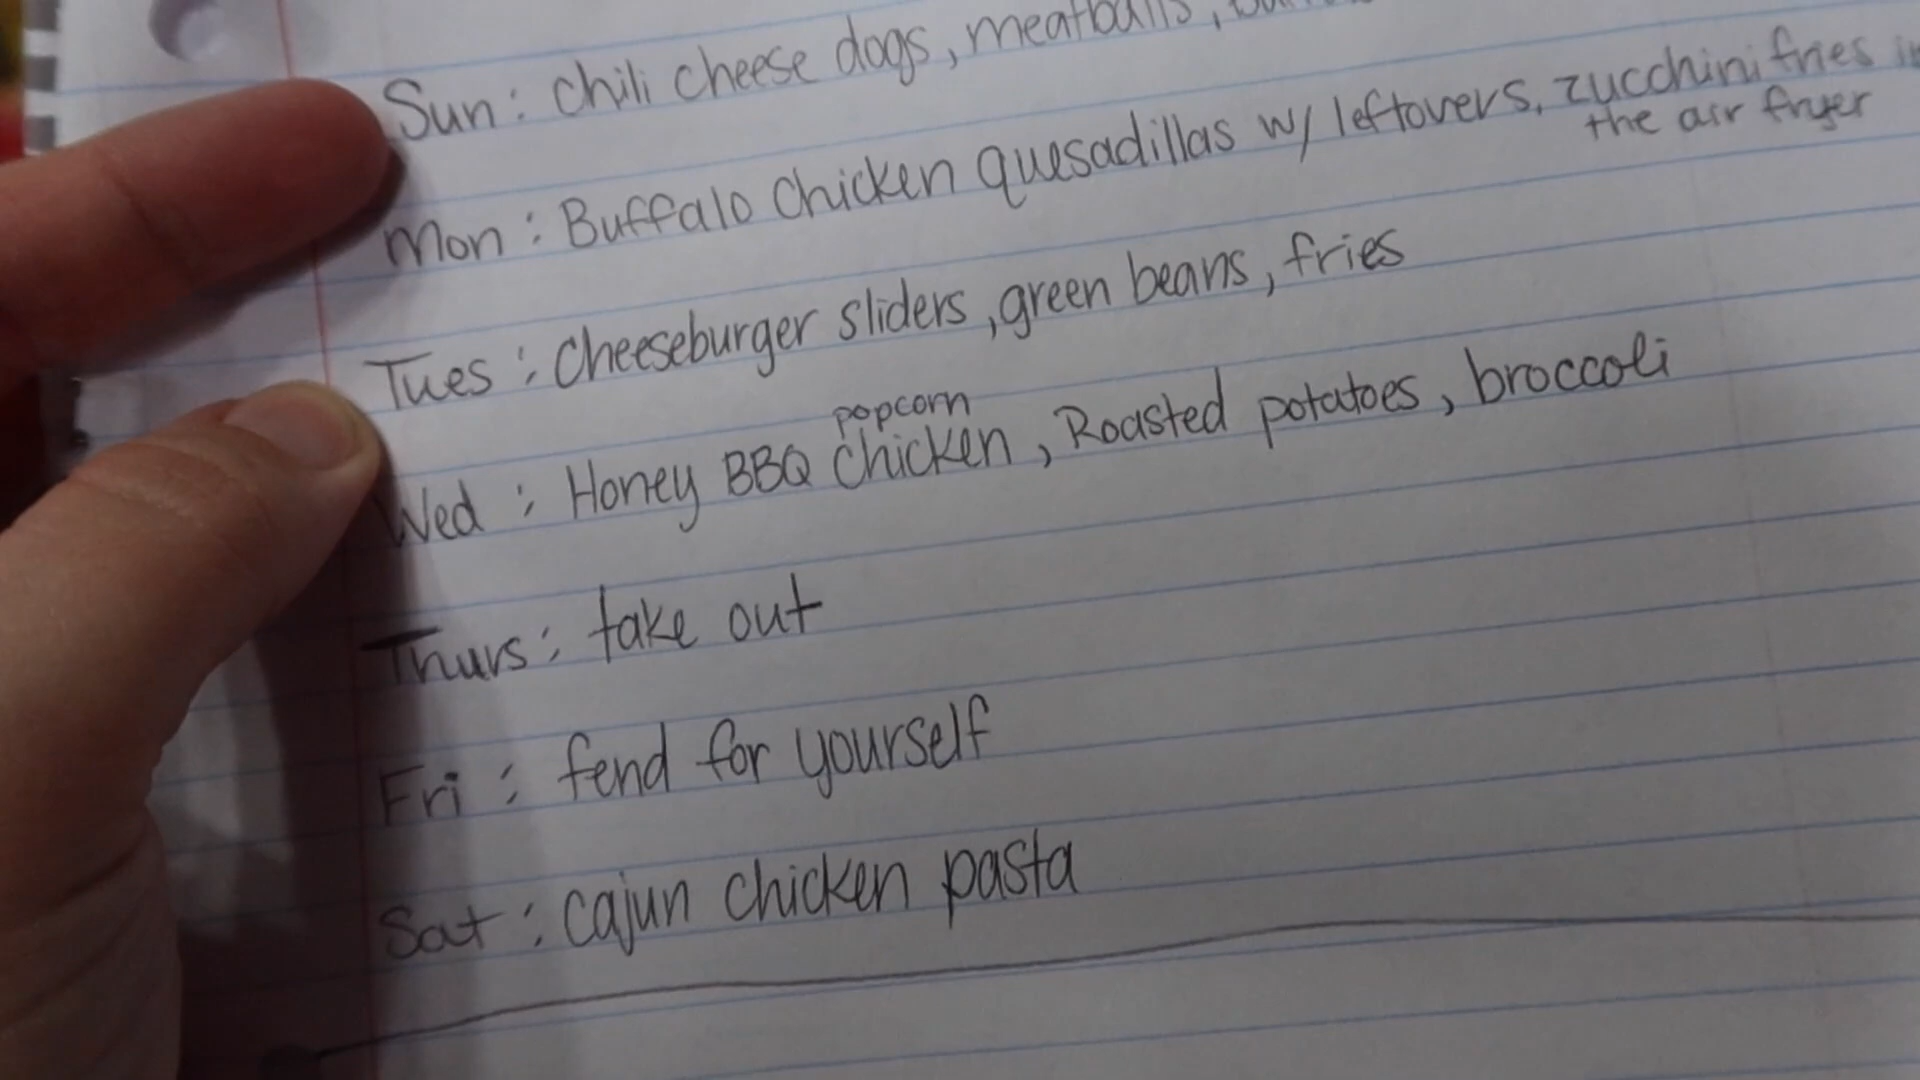 Sun: Chili cheese dogs, meatballs,
Mon: Buffalo Chicken quesadillas w/ leftovers, zucchini fries in
the air fryer
Tues: Cheeseburger sliders, green beans, fries
popcorn
Wed: Honey BBQ Chicken, Roasted potatoes, broccoli
Thurs: take out
Fri: fend for yourself
Sat: cajun chicken pasta